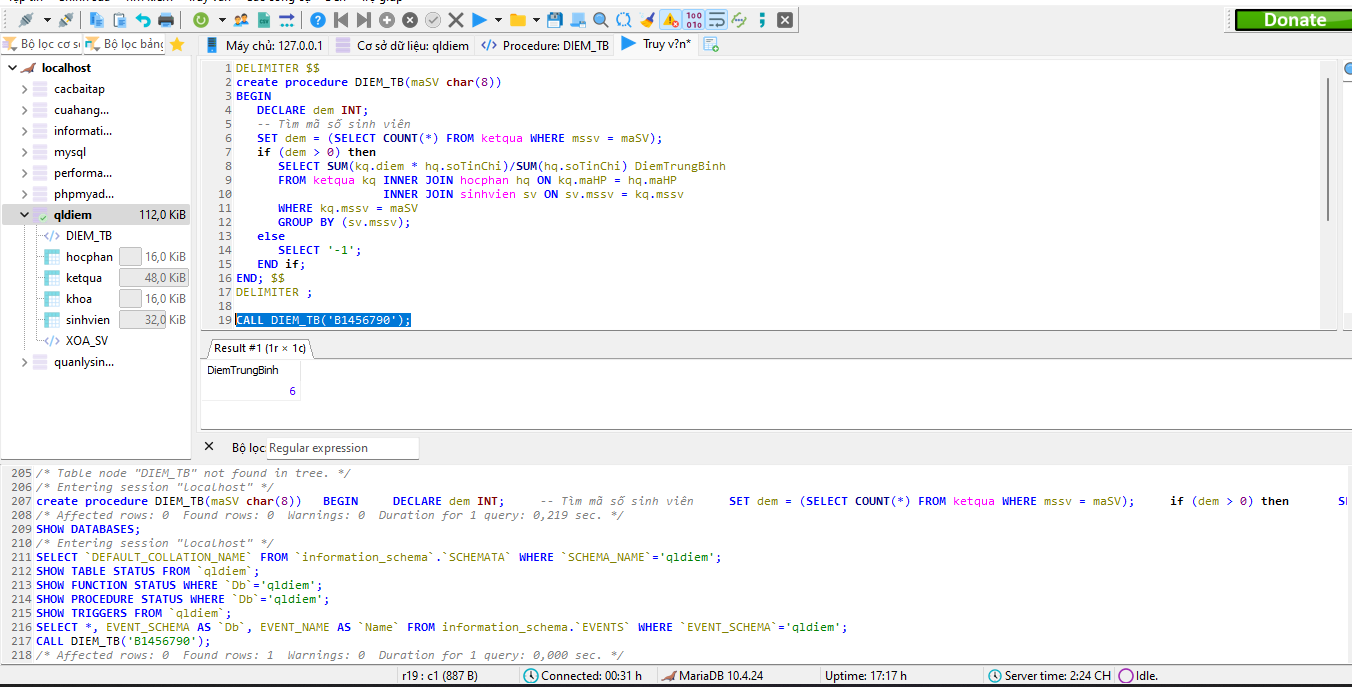 Donate
Bộ lọc cơ sở
Bộ lọc bảng
Máy chủ: 127.0.0.1
Cơ sở dữ liệu: qldiem
Procedure: DIEM_TB
Truy v?n*
localhost
cacbaitap
cuahang...
informati...
mysql
performa...
phpmyad...
qldiem 112,0 KiB
DIEM_TB
hocphan 16,0 KiB
ketqua 48,0 KiB
khoa 16,0 KiB
sinhvien 32,0 KiB
XOA_SV
quanlysin...
1 DELIMITER $$
2 create procedure DIEM_TB(maSV char(8))
3 BEGIN
4 DECLARE dem INT;
5 -- Tìm mã số sinh viên
6 SET dem = (SELECT COUNT(*) FROM ketqua WHERE mssv = maSV);
7 if (dem > 0) then
8 SELECT SUM(kq.diem * hq.soTinChi)/SUM(hq.soTinChi) DiemTrungBinh
9 FROM ketqua kq INNER JOIN hocphan hq ON kq.maHP = hq.maHP
10 INNER JOIN sinhvien sv ON sv.mssv = kq.mssv
11 WHERE kq.mssv = maSV
12 GROUP BY (sv.mssv);
13 else
14 SELECT '-1';
15 END if;
16 END; $$
17 DELIMITER ;
18
19 CALL DIEM_TB('B1456790');
Result #1 (1r × 1c)
DiemTrungBinh
6
Bộ lọc: Regular expression
205 /* Table node "DIEM_TB" not found in tree. */
206 /* Entering session "localhost" */
207 create procedure DIEM_TB(maSV char(8)) BEGIN DECLARE dem INT; -- Tìm mã số sinh viên SET dem = (SELECT COUNT(*) FROM ketqua WHERE mssv = maSV); if (dem > 0) then
208 /* Affected rows: 0 Found rows: 0 Warnings: 0 Duration for 1 query: 0,219 sec. */
209 SHOW DATABASES;
210 /* Entering session "localhost" */
211 SELECT `DEFAULT_COLLATION_NAME` FROM `information_schema`.`SCHEMATA` WHERE `SCHEMA_NAME`='qldiem';
212 SHOW TABLE STATUS FROM `qldiem`;
213 SHOW FUNCTION STATUS WHERE `Db`='qldiem';
214 SHOW PROCEDURE STATUS WHERE `Db`='qldiem';
215 SHOW TRIGGERS FROM `qldiem`;
216 SELECT *, EVENT_SCHEMA AS `Db`, EVENT_NAME AS `Name` FROM information_schema.`EVENTS` WHERE `EVENT_SCHEMA`='qldiem';
217 CALL DIEM_TB('B1456790');
218 /* Affected rows: 0 Found rows: 1 Warnings: 0 Duration for 1 query: 0,000 sec. */
r19 : c1 (887 B)
Connected: 00:31 h
MariaDB 10.4.24
Uptime: 17:17 h
Server time: 2:24 CH
Idle.